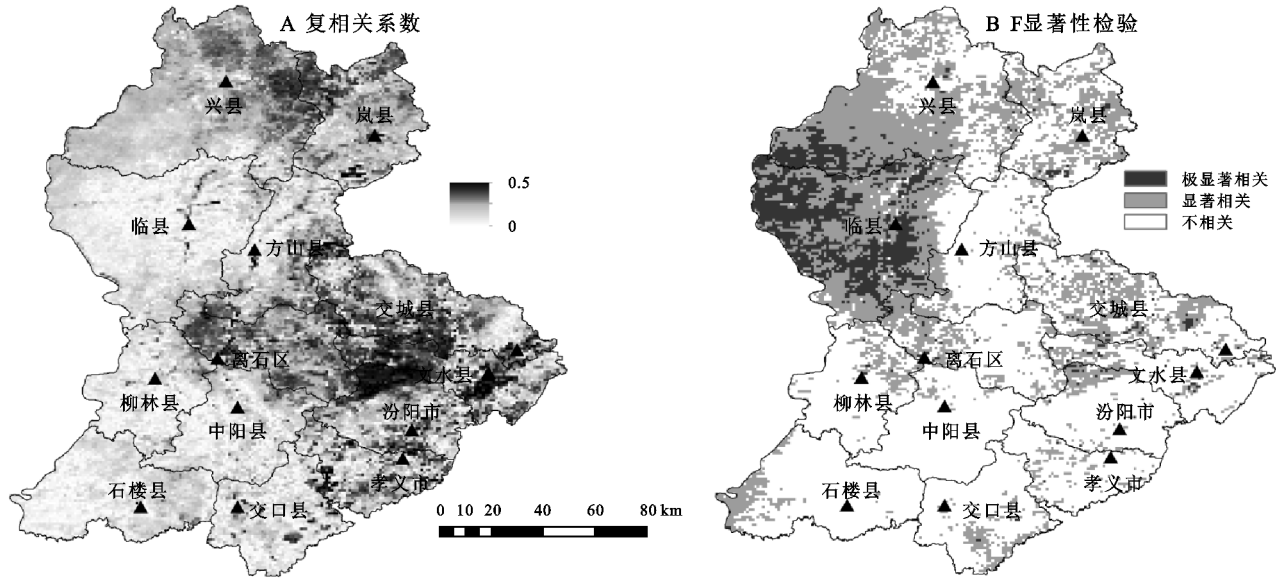 A 复相关系数
兴县
岚县
0.5
0
临县
方山县
交城县
离石区
文水县
柳林县
汾阳市
中阳县
孝义市
石楼县
交口县
0 10 20 40 60 80 km
B F显著性检验
兴县
岚县
极显著相关
显著相关
不相关
临县
方山县
交城县
离石区
文水县
柳林县
汾阳市
中阳县
孝义市
石楼县
交口县